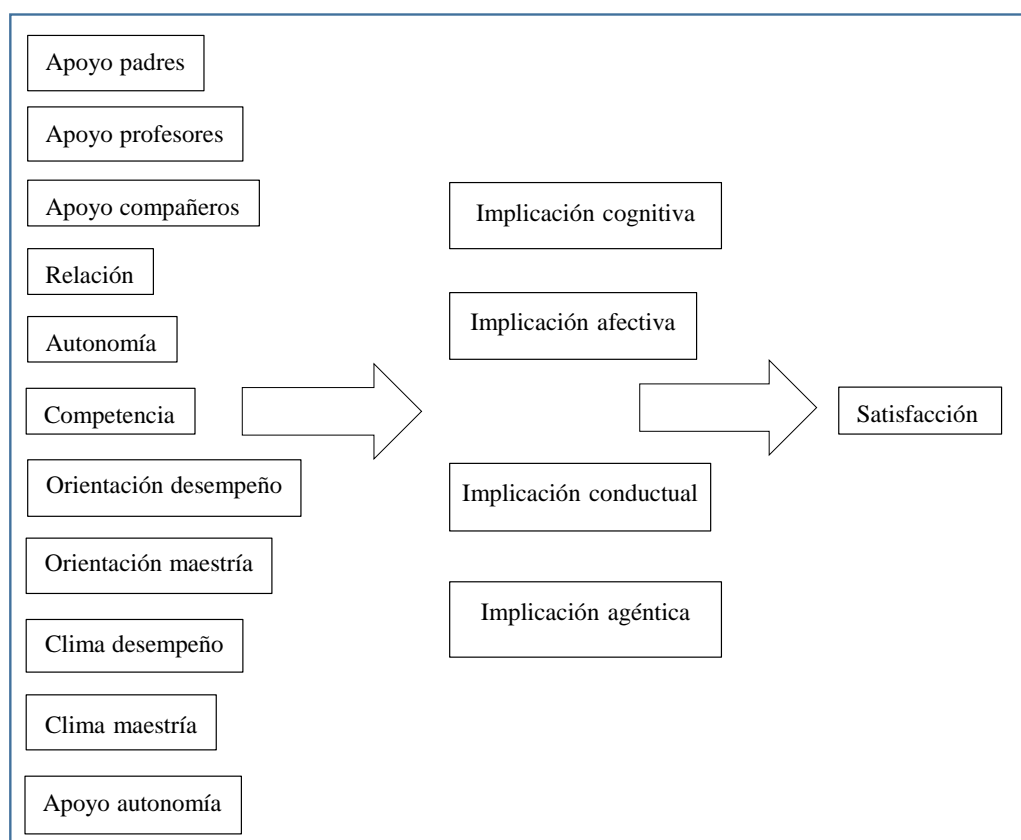 Apoyo padres
Apoyo profesores
Apoyo compañeros
Relación
Autonomía
Competencia
Orientación desempeño
Orientación maestría
Clima desempeño
Clima maestría
Apoyo autonomía
Implicación cognitiva
Implicación afectiva
Implicación conductual
Implicación agéntica
Satisfacción